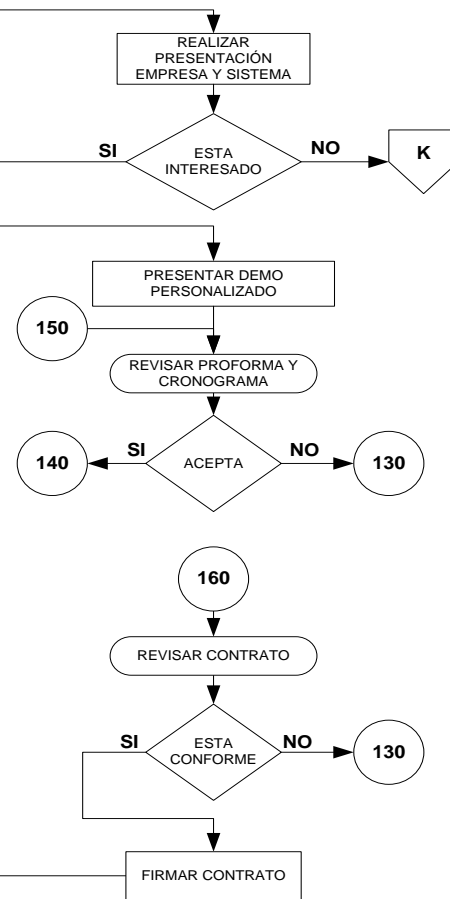 REALIZAR
PRESENTACIÓN
EMPRESA Y SISTEMA
SI
ESTA
INTERESADO
NO
K
PRESENTAR DEMO
PERSONALIZADO
150
REVISAR PROFORMA Y
CRONOGRAMA
140
SI
ACEPTA
NO
130
160
REVISAR CONTRATO
SI
ESTA
CONFORME
NO
130
FIRMAR CONTRATO